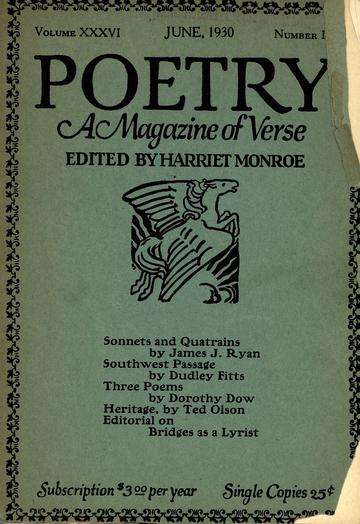 VOLUME XXXVI JUNE, 1930 NUMBER
POETRY
A Magazine of Verse
EDITED BY HARRIET MONROE
Sonnets and Quatrains
by James J. Ryan
Southwest Passage
by Dudley Fitts
Three Poems
by Dorothy Dow
Heritage, by Ted Olson
Editorial on
Bridges as a Lyrist
Subscription $3.00 per year Single Copies 25¢